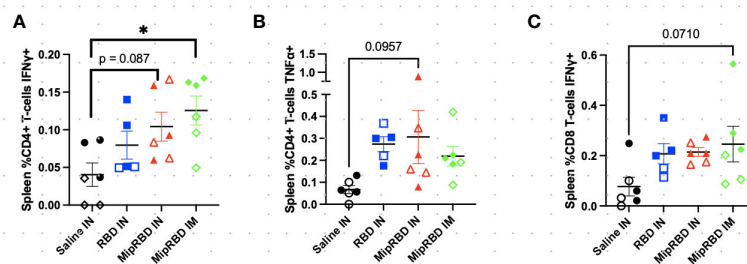 A
Spleen %CD4+ T-cells IFNγ+
0.20
0.15
0.10
0.05
0.00
*
p = 0.087
Saline IN
RBD IN
MipRBD IN
MipRBD IM
B
Spleen %CD4+ T-cells TNFα+
1.5
1.0
0.5
0.4
0.3
0.2
0.1
0.0
0.0957
Saline IN
RBD IN
MipRBD IN
MipRBD IM
C
Spleen %CD8 T-cells IFNγ+
0.6
0.4
0.2
0.0
0.0710
Saline IN
RBD IN
MipRBD IN
MipRBD IM